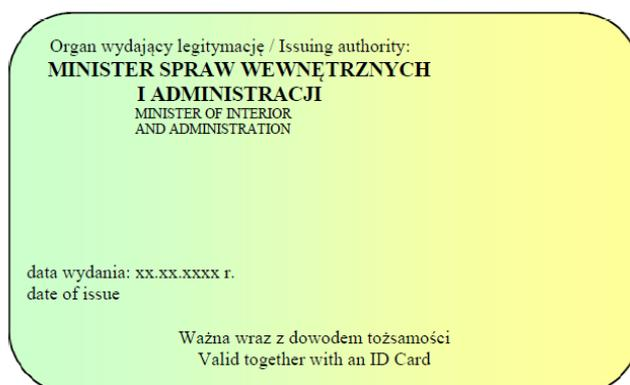 Organ wydający legitymację / Issuing authority:
MINISTER SPRAW WEWNĘTRZNYCH
I ADMINISTRACJI
MINISTER OF INTERIOR
AND ADMINISTRATION
data wydania: xx.xx.xxxx r.
date of issue
Ważna wraz z dowodem tożsamości
Valid together with an ID Card